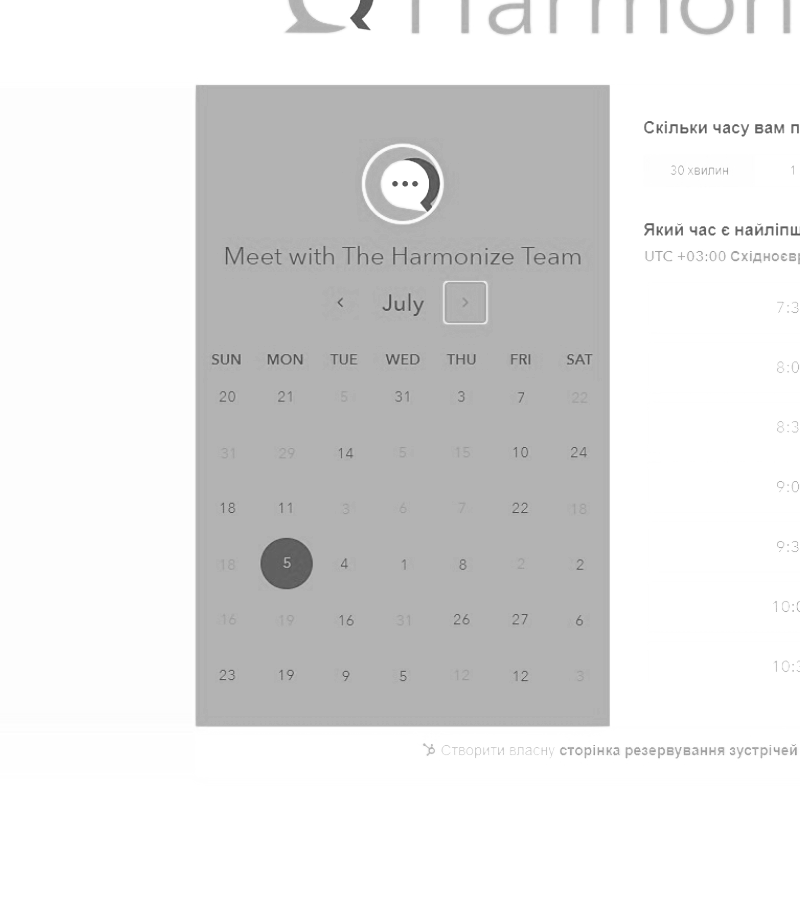 Harmon
Meet with The Harmonize Team
July
SUN MON TUE WED THU FRI SAT
20 21 5 31 3 7 22
31 29 14 5 15 10 24
18 11 3 6 7 22 18
18 5 4 1 8 2 2
16 19 16 31 26 27 6
23 19 9 5 12 12 3
Скільки часу вам п
30 хвилин 1
Який час є найліпш
UTC +03:00 Східноєвр
7:3
8:0
8:3
9:0
9:3
10:0
10:3
Створити власну сторінка резервування зустрічей